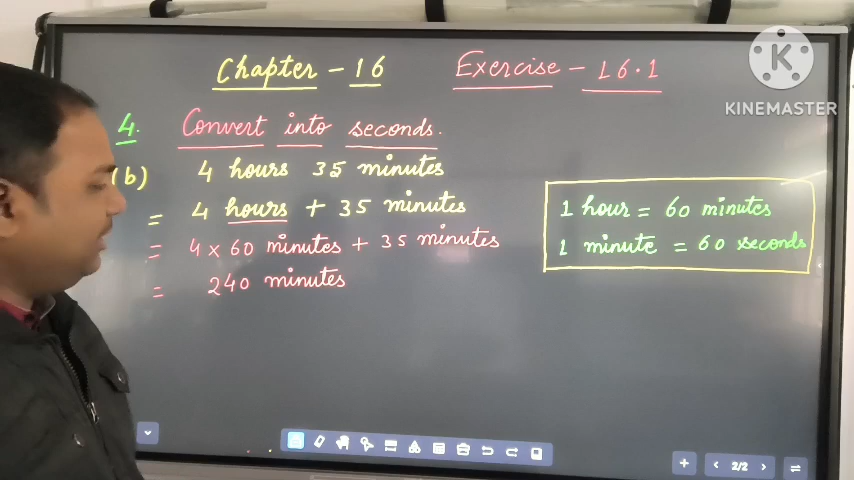 Chapter - 16 Exercise - 16.1
4. Convert into seconds.
(b) 4 hours 35 minutes
= 4 hours + 35 minutes
= 4 x 60 minutes + 35 minutes
= 240 minutes
1 hour = 60 minutes
1 minute = 60 seconds
K
KINEMASTER
2/2